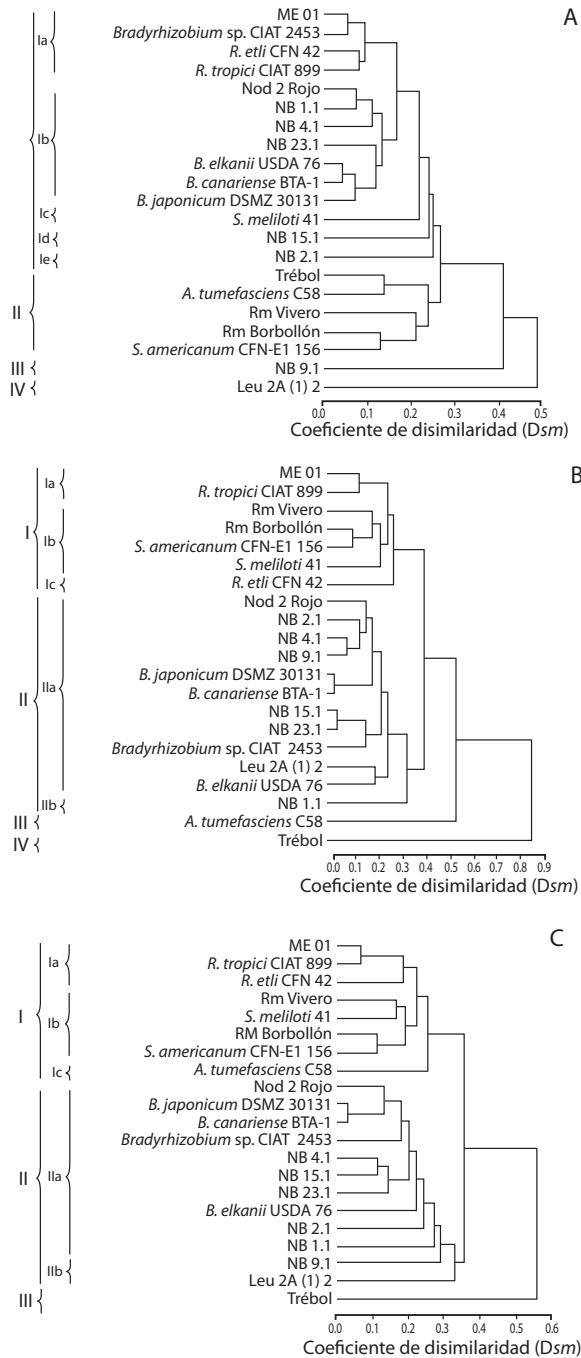 A
ME 01
Bradyrhizobium sp. CIAT 2453
Ia
R. etli CFN 42
R. tropici CIAT 899
Nod 2 Rojo
NB 1.1
NB 4.1
Ib
NB 23.1
B. elkanii USDA 76
B. canariense BTA-1
B. japonicum DSMZ 30131
Ic
S. meliloti 41
Id
NB 15.1
Ie
NB 2.1
Trébol
A. tumefasciens C58
II
Rm Vivero
Rm Borbollón
S. americanum CFN-E1 156
III
NB 9.1
IV
Leu 2A (1) 2
0.0 0.1 0.2 0.3 0.4 0.5
Coeficiente de disimilaridad (Dsm)
B
ME 01
Ia
R. tropici CIAT 899
Rm Vivero
I
Rm Borbollón
Ib
S. americanum CFN-E1 156
S. meliloti 41
Ic
R. etli CFN 42
Nod 2 Rojo
NB 2.1
NB 4.1
NB 9.1
B. japonicum DSMZ 30131
IIa
II
B. canariense BTA-1
NB 15.1
NB 23.1
Bradyrhizobium sp. CIAT 2453
Leu 2A (1) 2
B. elkanii USDA 76
IIb
NB 1.1
III
A. tumefasciens C58
IV
Trébol
0.0 0.1 0.2 0.3 0.4 0.5 0.6 0.7 0.8 0.9
Coeficiente de disimilaridad (Dsm)
C
ME 01
Ia
R. tropici CIAT 899
R. etli CFN 42
Rm Vivero
I
S. meliloti 41
Ib
RM Borbollón
S. americanum CFN-E1 156
Ic
A. tumefasciens C58
Nod 2 Rojo
B. japonicum DSMZ 30131
B. canariense BTA-1
Bradyrhizobium sp. CIAT 2453
NB 4.1
II
IIa
NB 15.1
NB 23.1
B. elkanii USDA 76
NB 2.1
NB 1.1
NB 9.1
IIb
Leu 2A (1) 2
III
Trébol
0.0 0.1 0.2 0.3 0.4 0.5 0.6
Coeficiente de disimilaridad (Dsm)